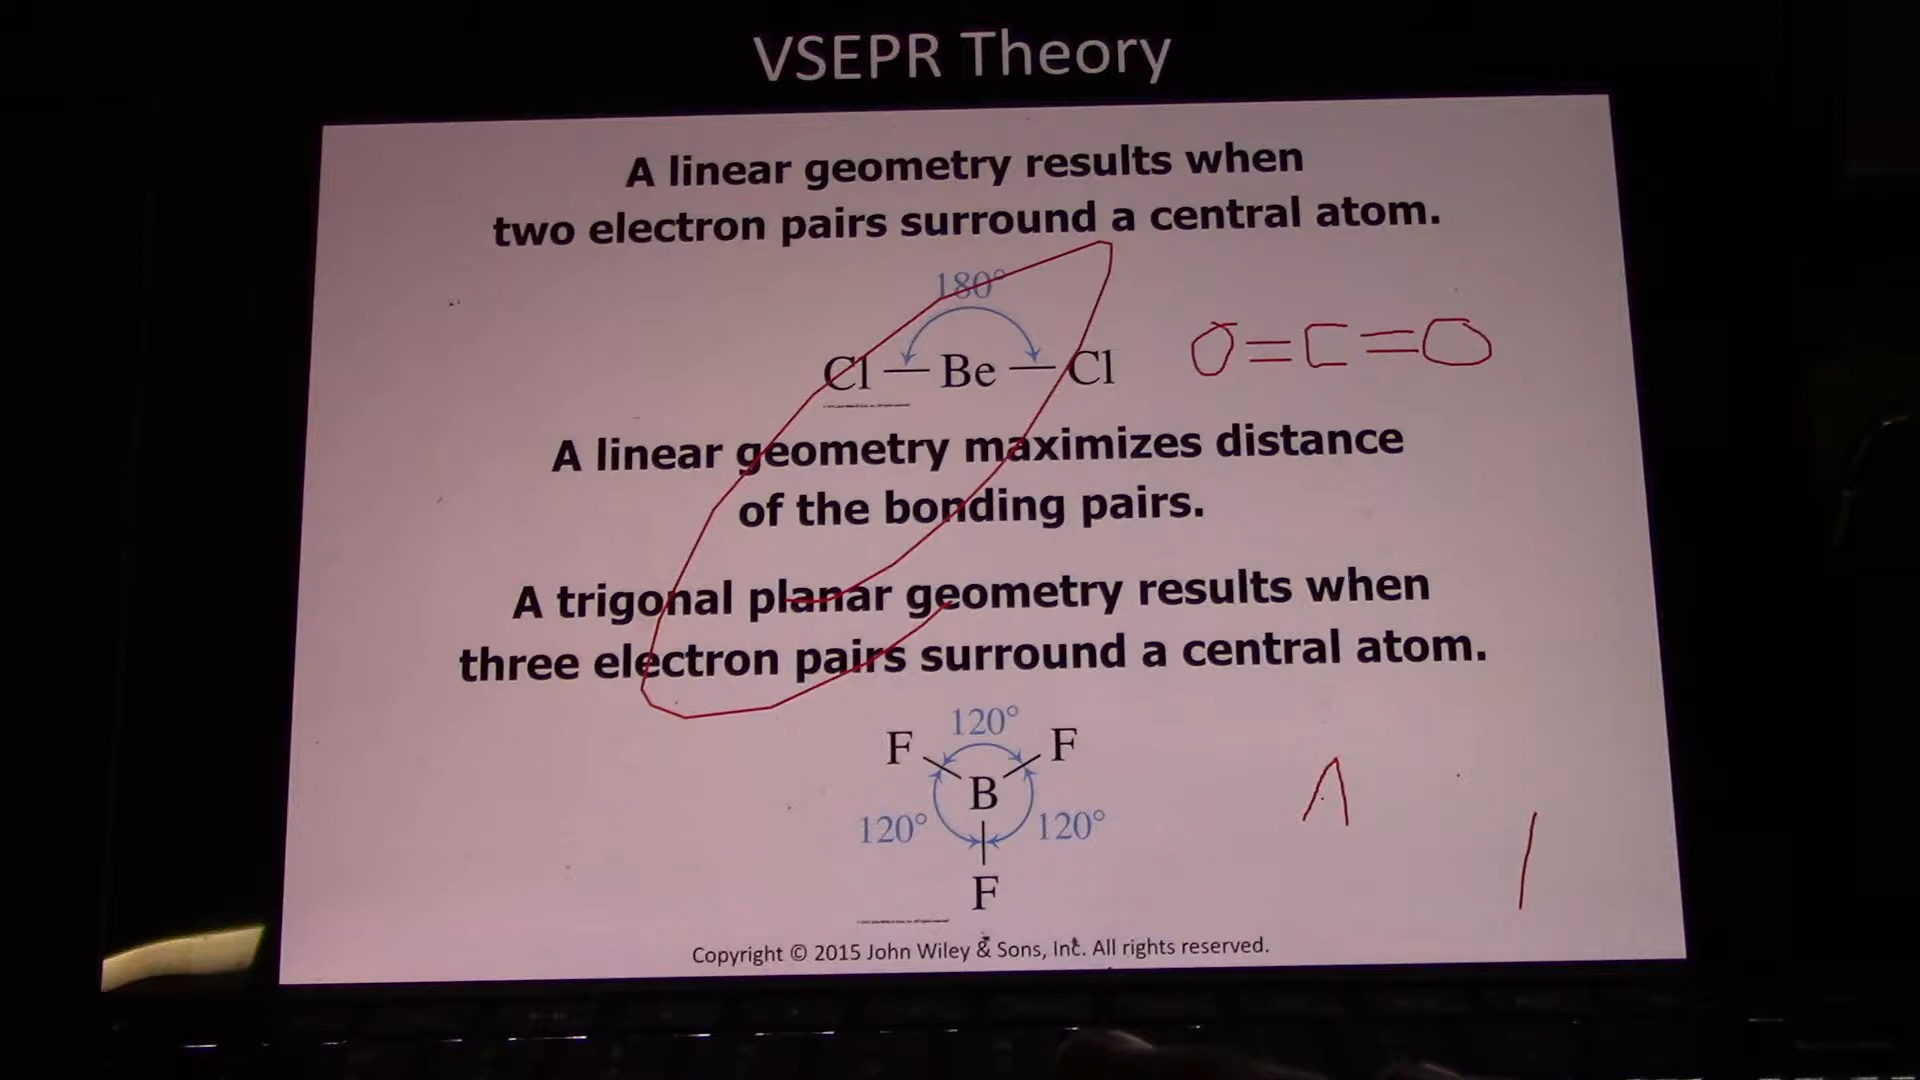 VSEPR Theory
A linear geometry results when
two electron pairs surround a central atom.
180°
Cl — Be — Cl
O=C=O
A linear geometry maximizes distance
of the bonding pairs.
A trigonal planar geometry results when
three electron pairs surround a central atom.
120°
F F
B
120° 120°
F
Copyright © 2015 John Wiley & Sons, Inc. All rights reserved.